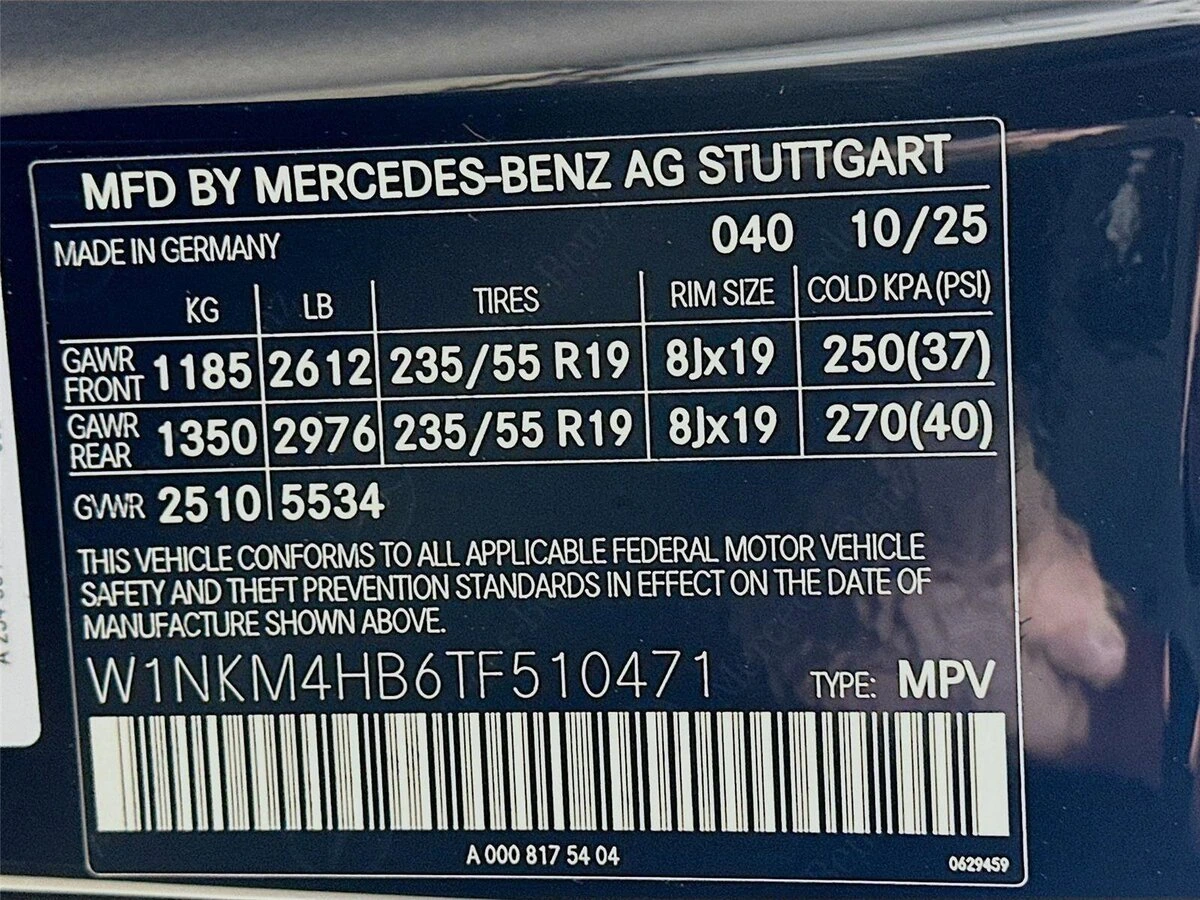 MFD BY MERCEDES-BENZ AG STUTTGART
MADE IN GERMANY 040 10/25
KG LB TIRES RIM SIZE COLD KPA (PSI)
GAWR FRONT 1185 2612 235/55 R19 8Jx19 250(37)
GAWR REAR 1350 2976 235/55 R19 8Jx19 270(40)
GVWR 2510 5534
THIS VEHICLE CONFORMS TO ALL APPLICABLE FEDERAL MOTOR VEHICLE
SAFETY AND THEFT PREVENTION STANDARDS IN EFFECT ON THE DATE OF
MANUFACTURE SHOWN ABOVE.
W1NKM4HB6TF510471 TYPE: MPV
A 000 817 54 04
0629459